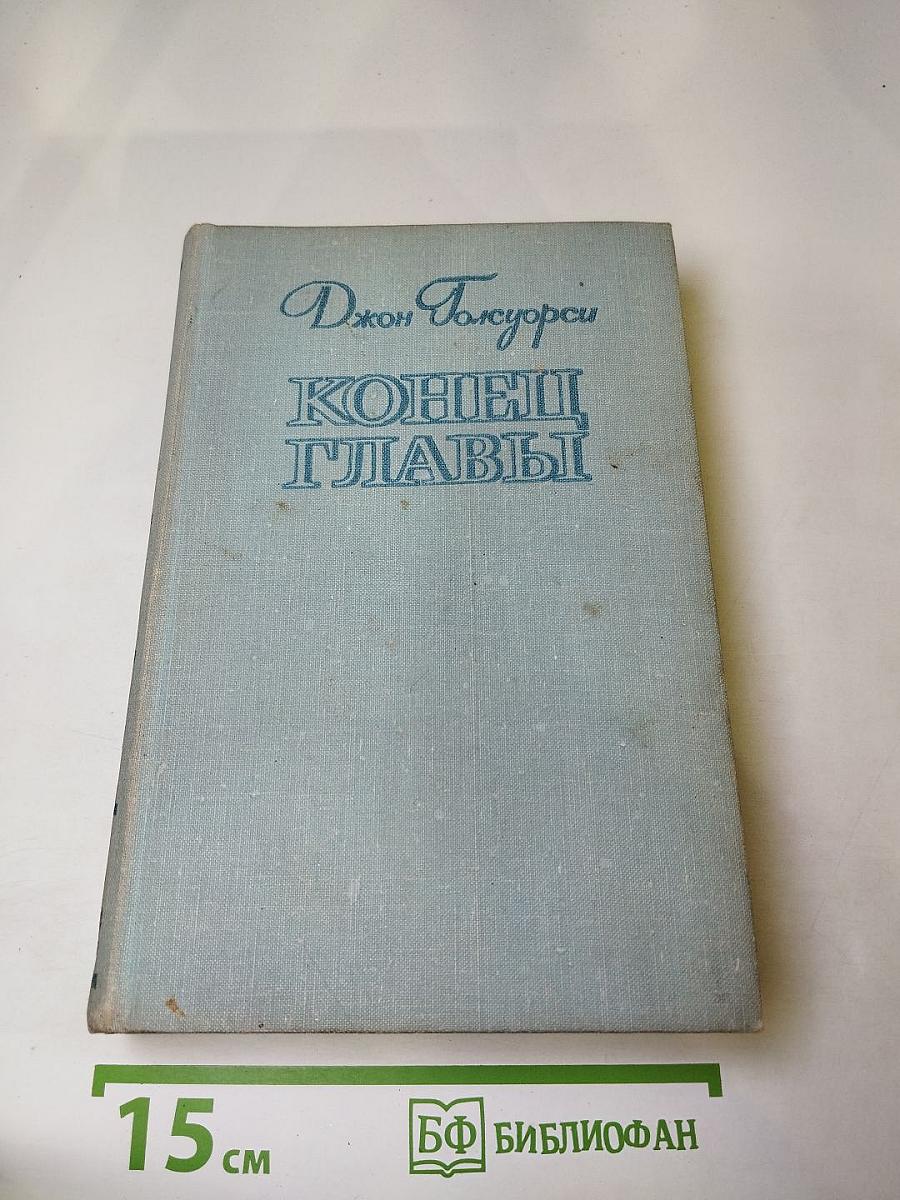 Джон Голсуорси
КОНЕЦ
ГЛАВЫ
15 см
БФ БИБЛИОФАН